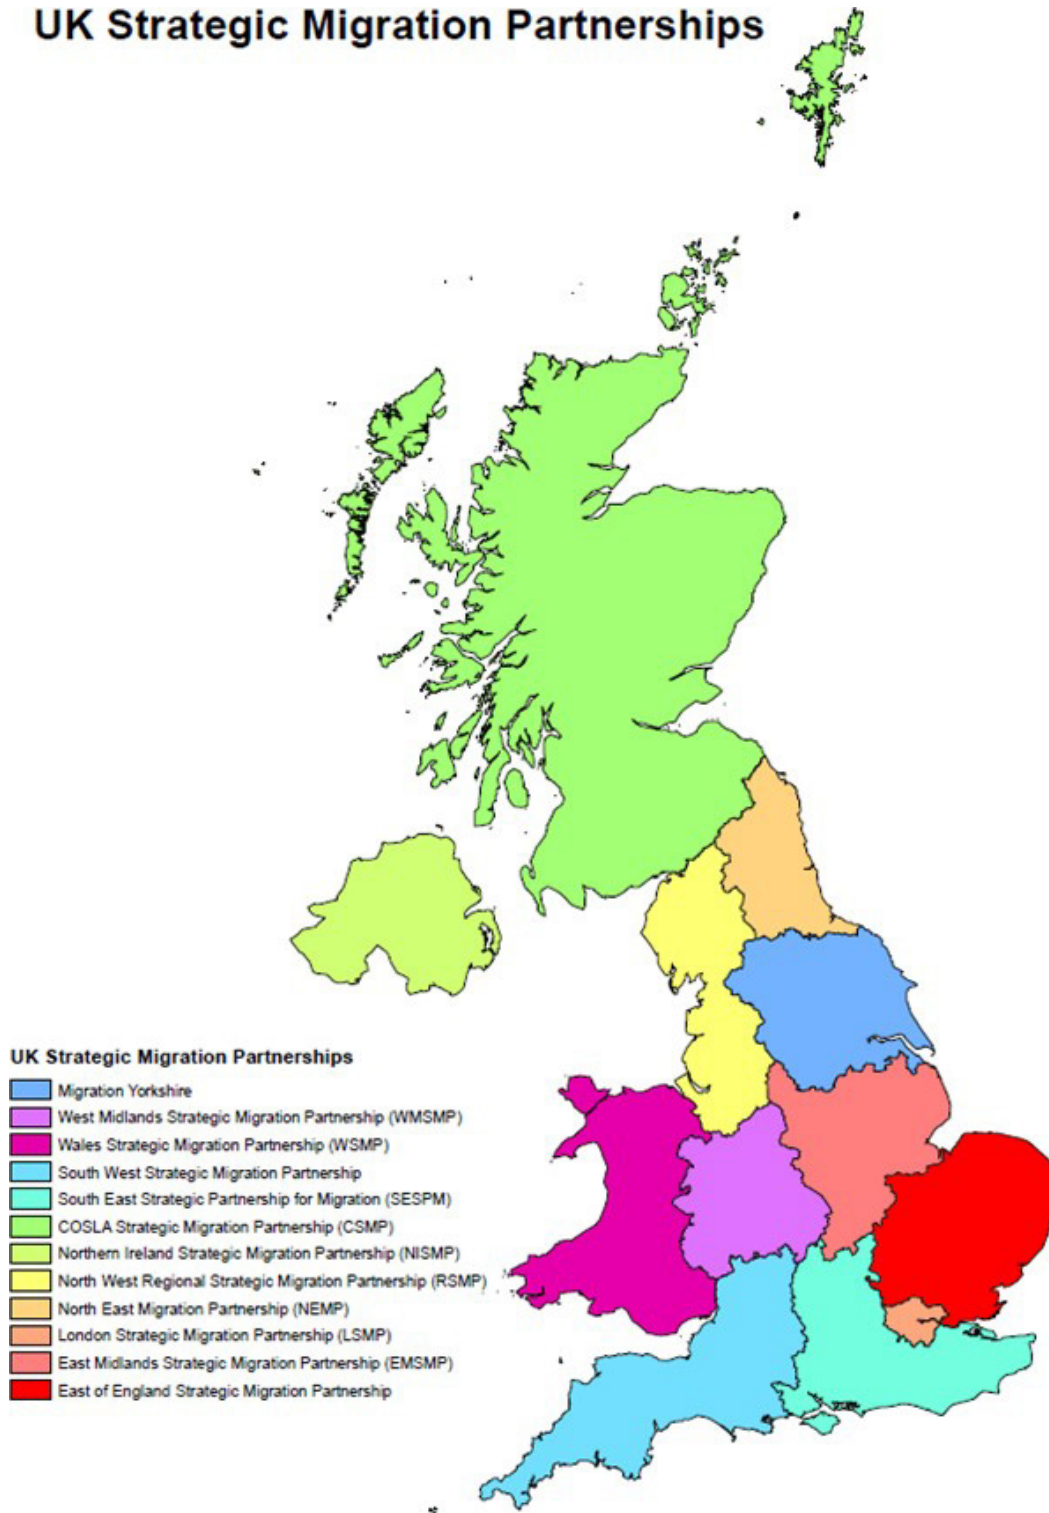 UK Strategic Migration Partnerships
UK Strategic Migration Partnerships
Migration Yorkshire
West Midlands Strategic Migration Partnership (WMSMP)
Wales Strategic Migration Partnership (WSMP)
South West Strategic Migration Partnership
South East Strategic Partnership for Migration (SESPM)
COSLA Strategic Migration Partnership (CSMP)
Northern Ireland Strategic Migration Partnership (NISMP)
North West Regional Strategic Migration Partnership (RSMP)
North East Migration Partnership (NEMP)
London Strategic Migration Partnership (LSMP)
East Midlands Strategic Migration Partnership (EMSMP)
East of England Strategic Migration Partnership